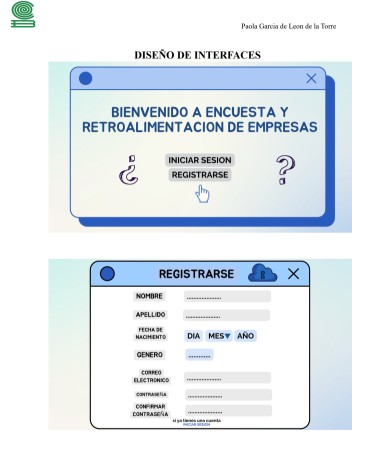 Paola Garcia de Leon de la Torre
DISEÑO DE INTERFACES
BIENVENIDO A ENCUESTA Y
RETROALIMENTACION DE EMPRESAS
¿
INICIAR SESION
REGISTRARSE
?
REGISTRARSE
NOMBRE
APELLIDO
FECHA DE
NACIMIENTO
DIA MES AÑO
GENERO
CORREO
ELECTRONICO
CONTRASEÑA
CONFIRMAR
CONTRASEÑA
si ya tienes una cuenta
INICIAR SESION